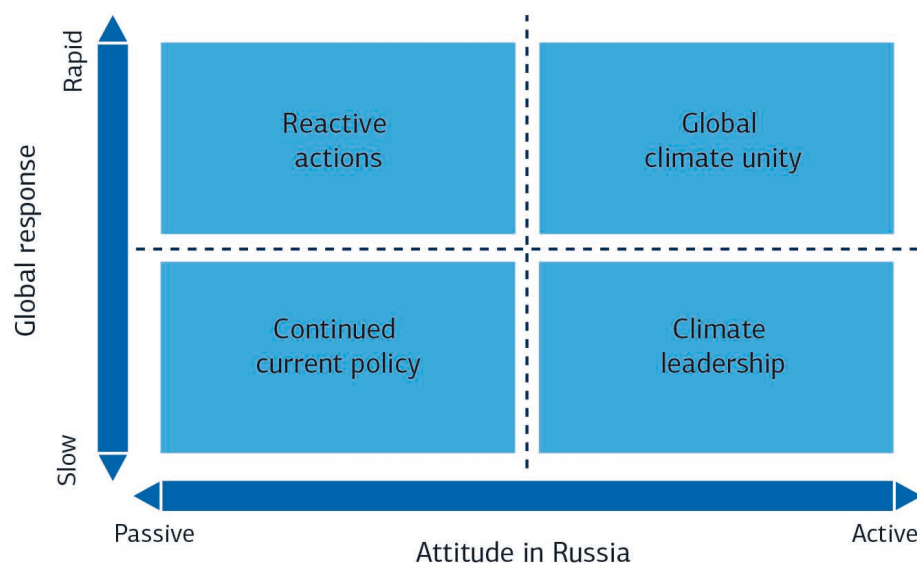 Global response
Rapid
Slow
Reactive
actions
Global
climate unity
Continued
current policy
Climate
leadership
Passive
Active
Attitude in Russia